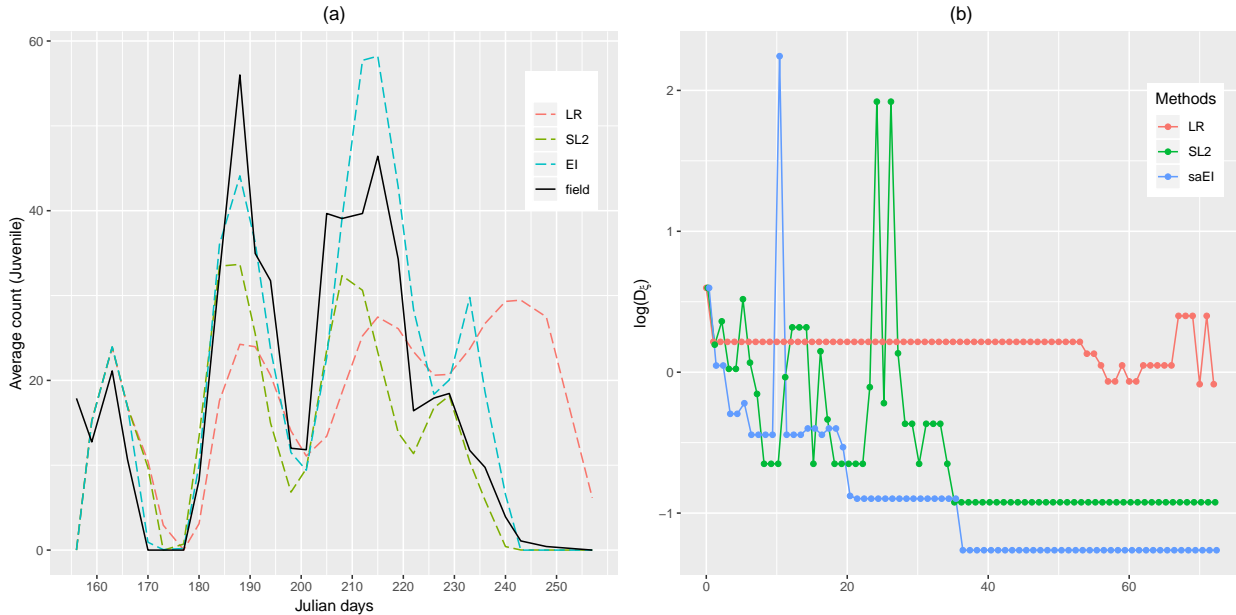 (a)
60
40
20
0
160
170
180
190
200
210
220
230
240
250
Julian days
Average count (Juvenile)
LR
SL2
EI
field
(b)
2
1
0
−1
0
20
40
60
log(Dξ)
Methods
LR
SL2
saEI